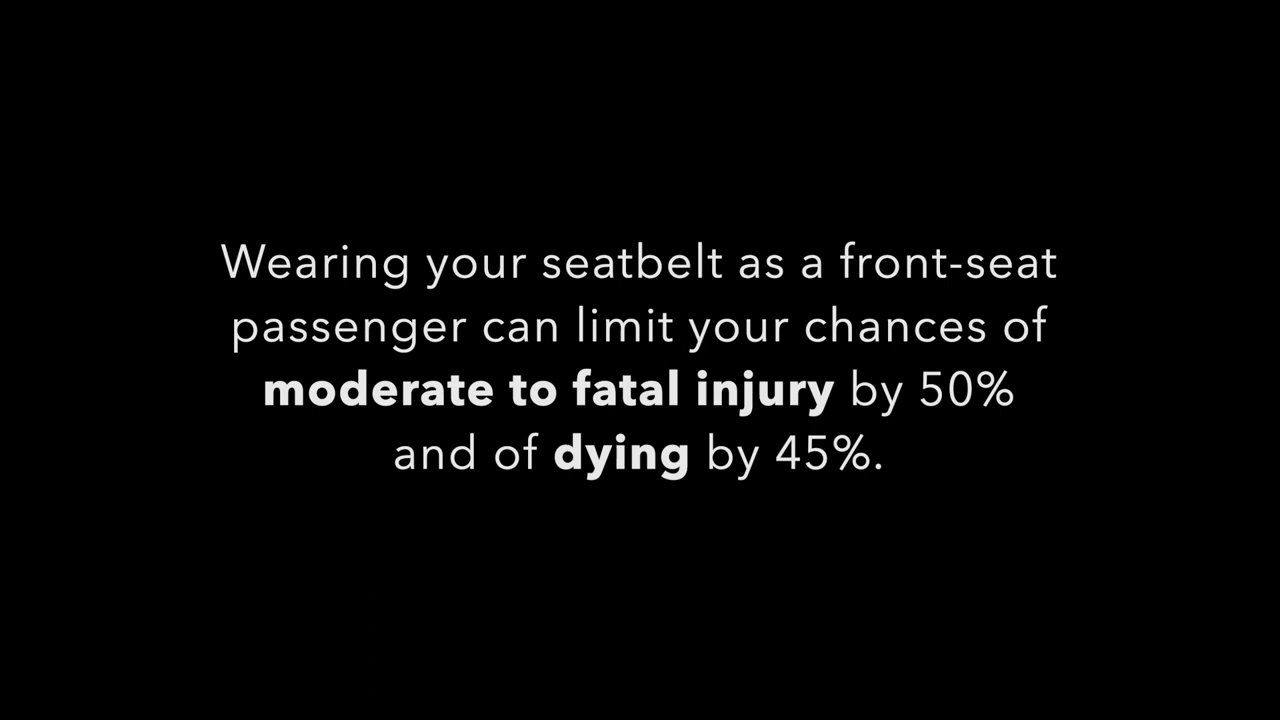 Wearing your seatbelt as a front-seat
passenger can limit your chances of
moderate to fatal injury by 50%
and of dying by 45%.